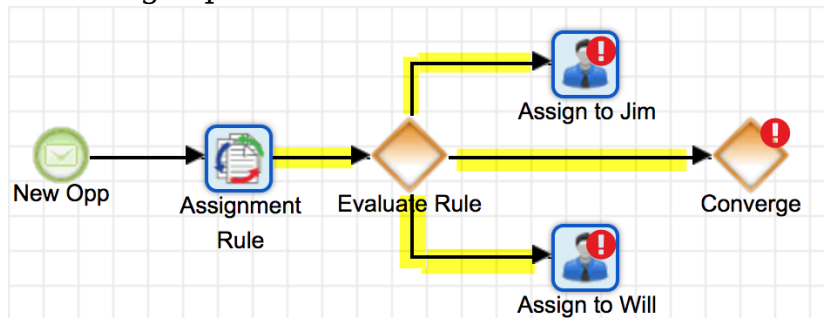 Assign to Jim
New Opp
Assignment
Rule
Evaluate Rule
Converge
Assign to Will